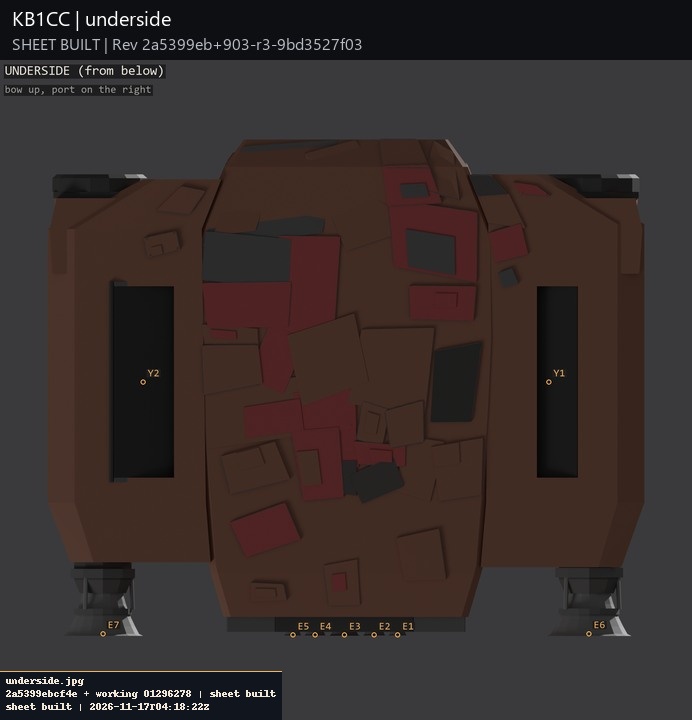 KB1CC | underside
SHEET BUILT | Rev 2a5399eb+903-r3-9bd3527f03
UNDERSIDE (from below)
bow up, port on the right
Y2
Y1
E7
E5
E4
E3
E2
E1
E6
underside.jpg
2a5399ebcf4e + working 01296278 | sheet built
sheet built | 2026-11-17r04:18:22z